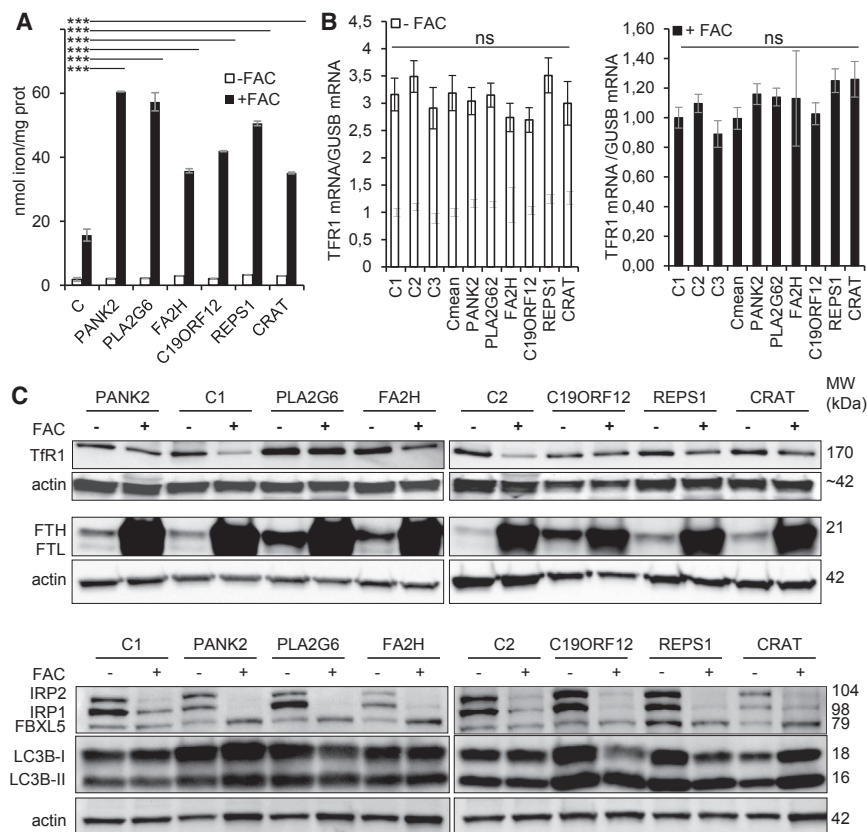 A
***
***
***
***
***
***
-FAC
+FAC
nmol iron/mg prot
60
40
20
0
C
PANK2
PLA2G6
FA2H
C19ORF12
REPS1
CRAT
B
- FAC
ns
TFR1 mRNA/GUSB mRNA
4,5
4
3,5
3
2,5
2
1,5
1
0,5
0
C1
C2
C3
Cmean
PANK2
PLA2G62
FA2H
C19ORF12
REPS1
CRAT
+ FAC
ns
TFR1 mRNA /GUSB mRNA
1,60
1,40
1,20
1,00
0,80
0,60
0,40
0,20
0,00
C1
C2
C3
Cmean
PANK2
PLA2G62
FA2H
C19ORF12
REPS1
CRAT
C
PANK2 C1 PLA2G6 FA2H C2 C19ORF12 REPS1 CRAT MW (kDa)
FAC - + - + - + - + - + - + - + - +
TfR1 170
actin ~42
FTH 21
FTL
actin 42
C1 PANK2 PLA2G6 FA2H C2 C19ORF12 REPS1 CRAT
FAC - + - + - + - + - + - + - + - +
IRP2 104
IRP1 98
FBXL5 79
LC3B-I 18
LC3B-II 16
actin 42